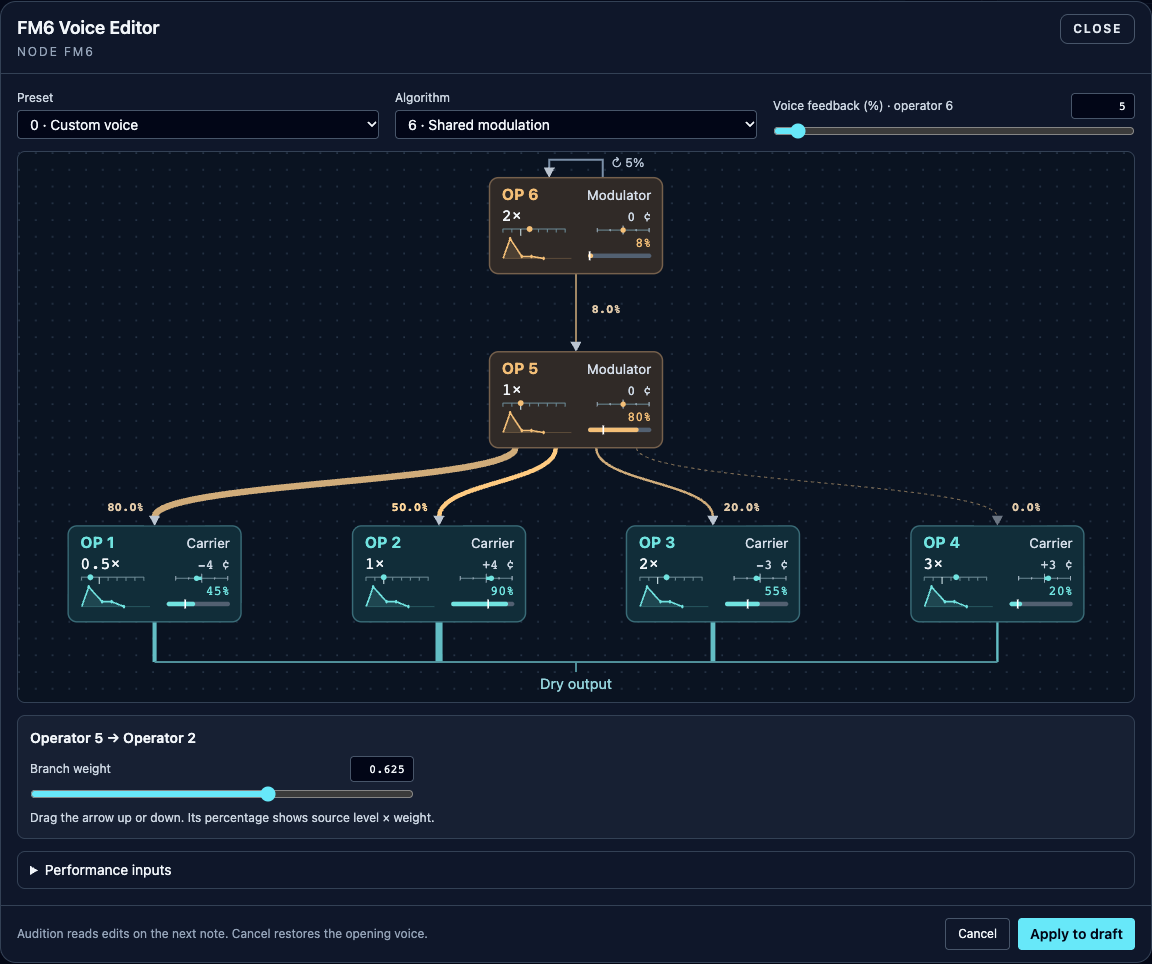 FM6 Voice Editor
NODE FM6
CLOSE
Preset
0 · Custom voice
Algorithm
6 · Shared modulation
Voice feedback (%) · operator 6
5
↻ 5%
OP 6 Modulator
2× 0 ¢
8%
8.0%
OP 5 Modulator
1× 0 ¢
80%
80.0% 50.0% 20.0% 0.0%
OP 1 Carrier
0.5× −4 ¢
45%
OP 2 Carrier
1× +4 ¢
90%
OP 3 Carrier
2× −3 ¢
55%
OP 4 Carrier
3× +3 ¢
20%
Dry output
Operator 5 → Operator 2
Branch weight
0.625
Drag the arrow up or down. Its percentage shows source level × weight.
▶ Performance inputs
Audition reads edits on the next note. Cancel restores the opening voice.
Cancel
Apply to draft